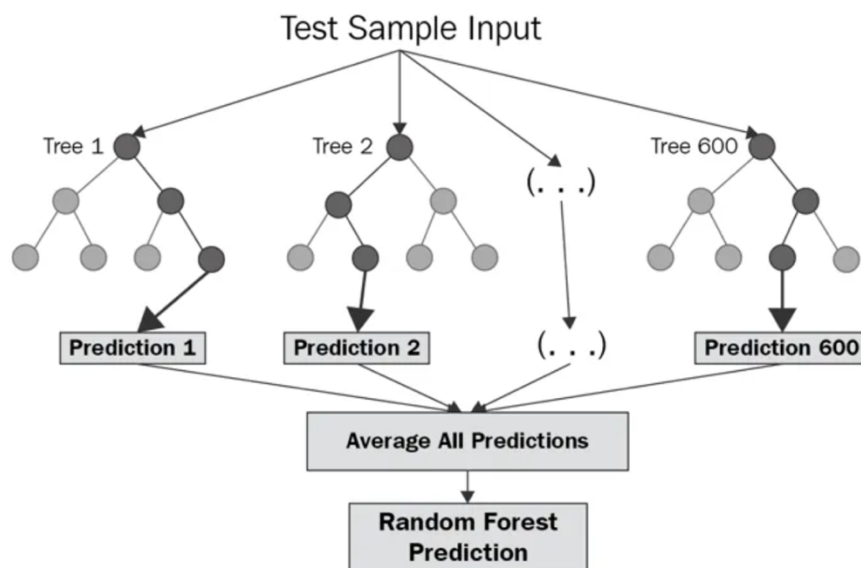 Test Sample Input
Tree 1
Tree 2
Tree 600
(. . .)
Prediction 1
Prediction 2
(. . .)
Prediction 600
Average All Predictions
Random Forest
Prediction